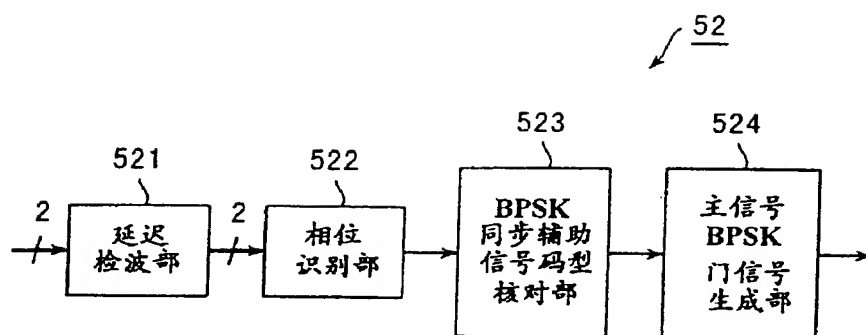 52
521
522
523
524
2
延迟
检波部
2
相位
识别部
BPSK
同步辅助
信号码型
核对部
主信号
BPSK
门信号
生成部